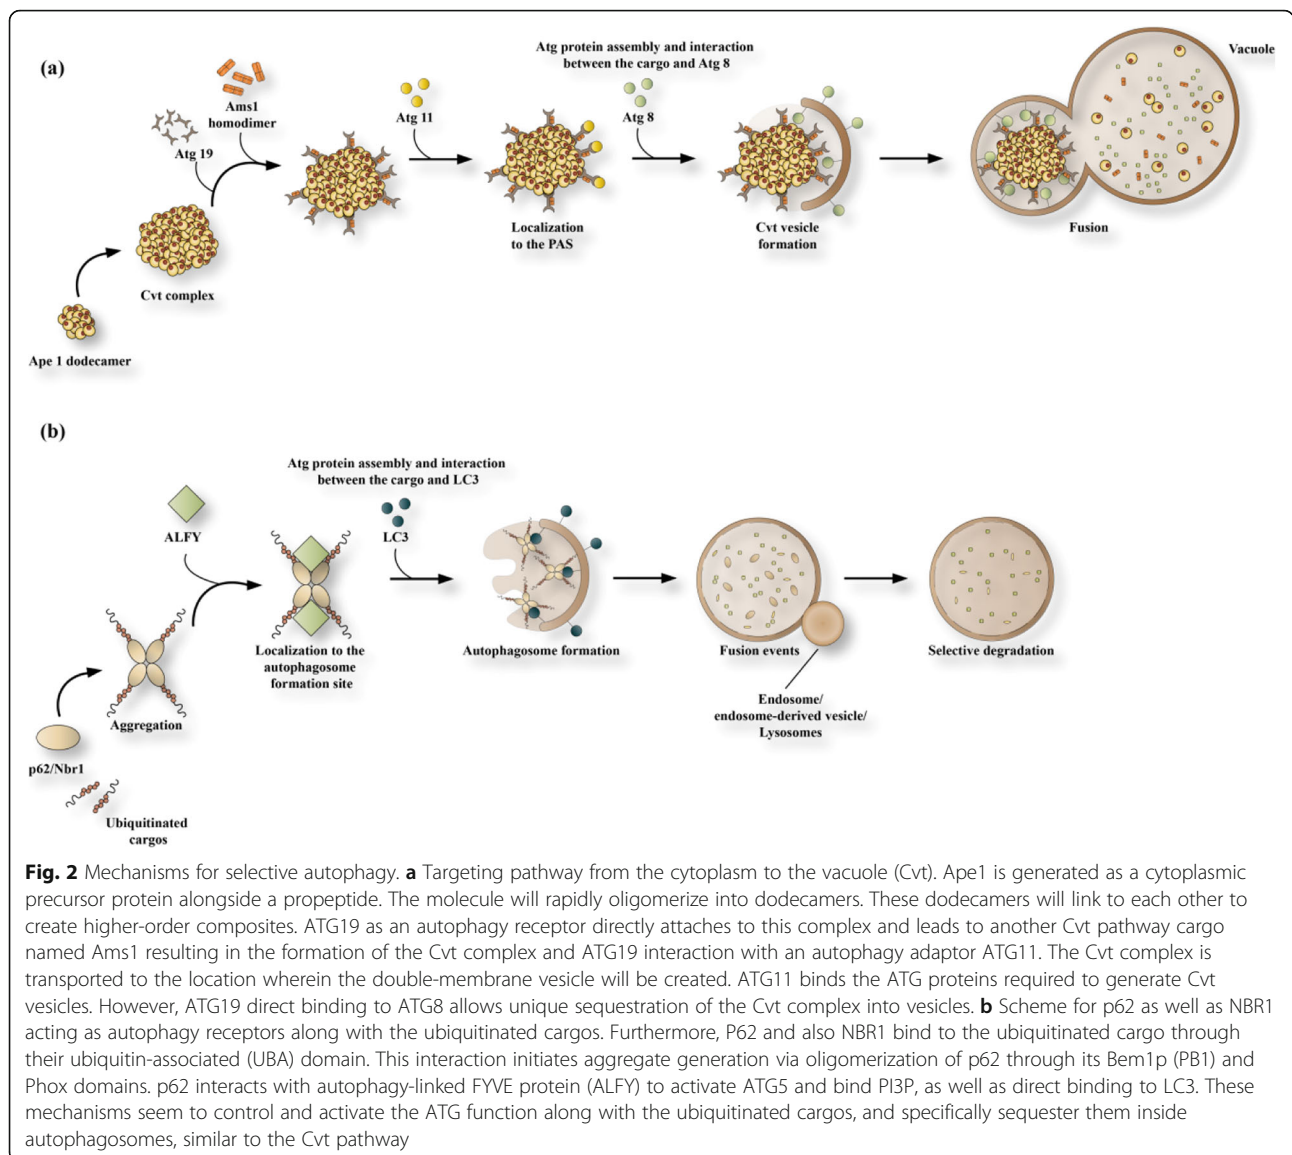 (a)
Atg protein assembly and interaction
between the cargo and Atg 8
Vacuole
Ams1
homodimer
Atg 19
Atg 11
Atg 8
Localization
to the PAS
Cvt vesicle
formation
Fusion
Cvt complex
Ape 1 dodecamer
(b)
Atg protein assembly and interaction
between the cargo and LC3
ALFY
LC3
Localization to the
autophagosome
formation site
Autophagosome formation
Fusion events
Selective degradation
Endosome/
endosome-derived vesicle/
Lysosomes
Aggregation
p62/Nbr1
Ubiquitinated
cargos
Fig. 2 Mechanisms for selective autophagy. a Targeting pathway from the cytoplasm to the vacuole (Cvt). Ape1 is generated as a cytoplasmic
precursor protein alongside a propeptide. The molecule will rapidly oligomerize into dodecamers. These dodecamers will link to each other to
create higher-order composites. ATG19 as an autophagy receptor directly attaches to this complex and leads to another Cvt pathway cargo
named Ams1 resulting in the formation of the Cvt complex and ATG19 interaction with an autophagy adaptor ATG11. The Cvt complex is
transported to the location wherein the double-membrane vesicle will be created. ATG11 binds the ATG proteins required to generate Cvt
vesicles. However, ATG19 direct binding to ATG8 allows unique sequestration of the Cvt complex into vesicles. b Scheme for p62 as well as NBR1
acting as autophagy receptors along with the ubiquitinated cargos. Furthermore, P62 and also NBR1 bind to the ubiquitinated cargo through
their ubiquitin-associated (UBA) domain. This interaction initiates aggregate generation via oligomerization of p62 through its Bem1p (PB1) and
Phox domains. p62 interacts with autophagy-linked FYVE protein (ALFY) to activate ATG5 and bind PI3P, as well as direct binding to LC3. These
mechanisms seem to control and activate the ATG function along with the ubiquitinated cargos, and specifically sequester them inside
autophagosomes, similar to the Cvt pathway